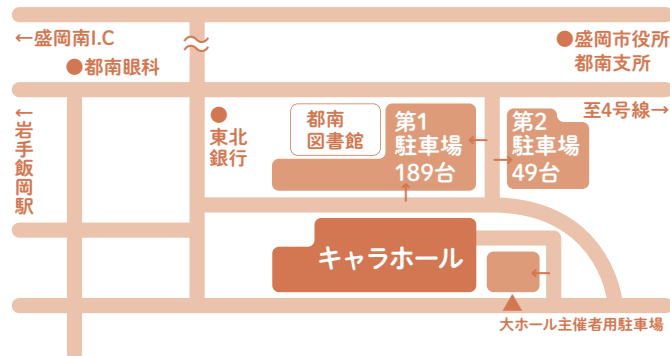 ←盛岡南I.C
●都南眼科
●盛岡市役所
都南支所
至4号線→
←岩手飯岡駅
●東北
銀行
都南
図書館
第1
駐車場
189台
第2
駐車場
49台
キャラホール
大ホール主催者用駐車場